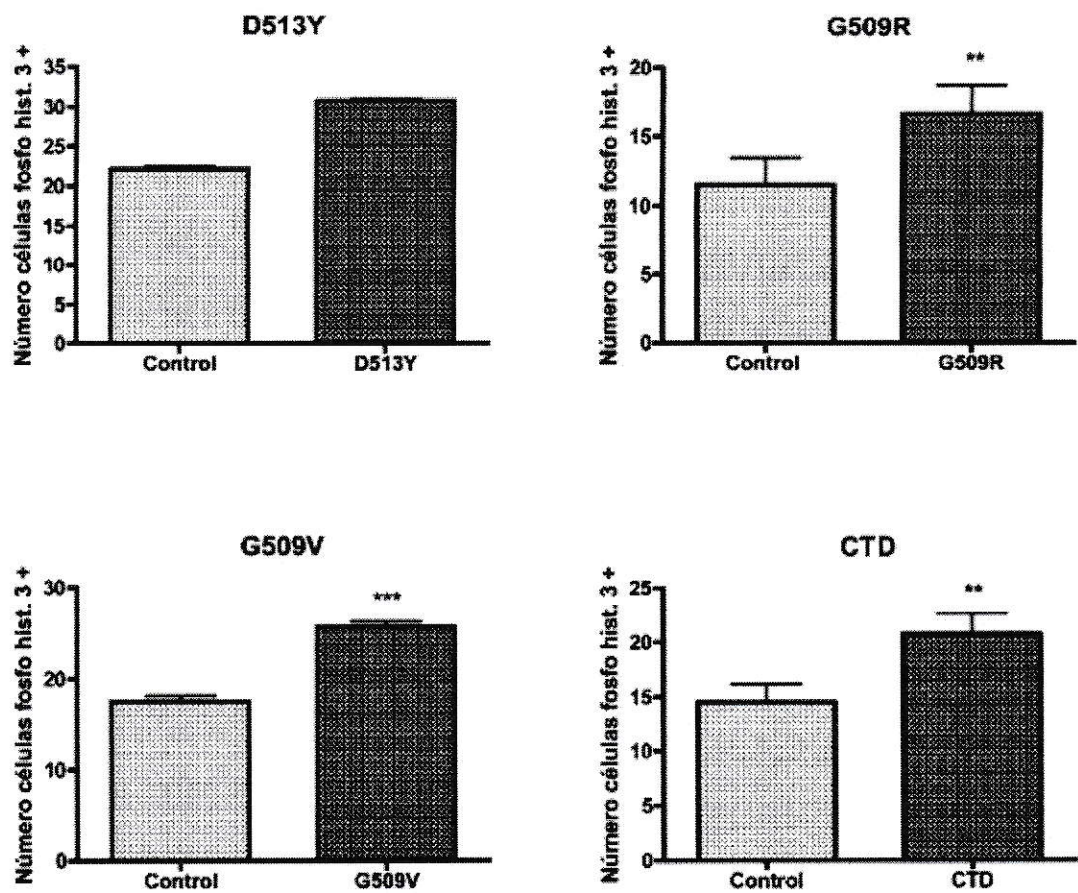 D513Y
Número células fosfo hist. 3 +
35
30
25
20
15
10
5
0
Control
D513Y
G509R
Número células fosfo hist. 3 +
20
15
10
5
0
**
Control
G509R
G509V
Número células fosfo hist. 3 +
30
20
10
0
***
Control
G509V
CTD
Número células fosfo hist. 3 +
25
20
15
10
5
0
**
Control
CTD